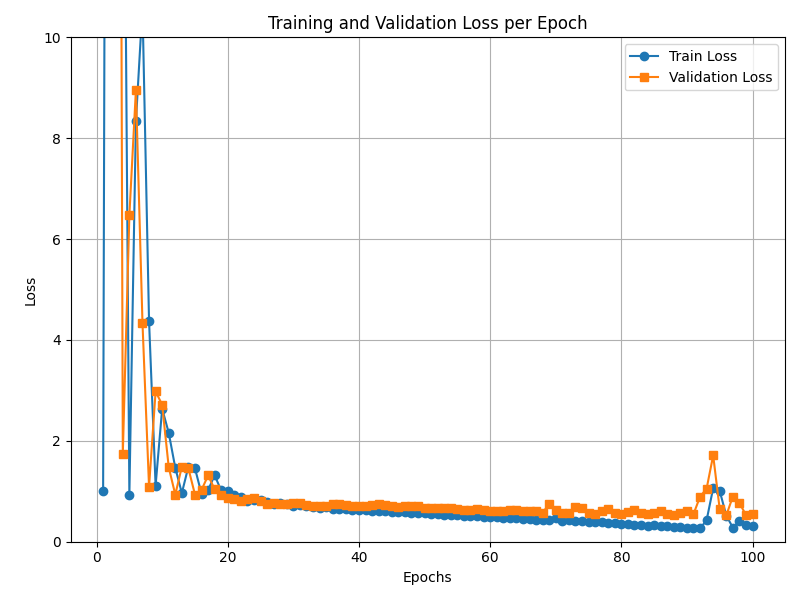 Training and Validation Loss per Epoch
Train Loss
Validation Loss
10
8
6
4
2
0
Loss
0 20 40 60 80 100
Epochs